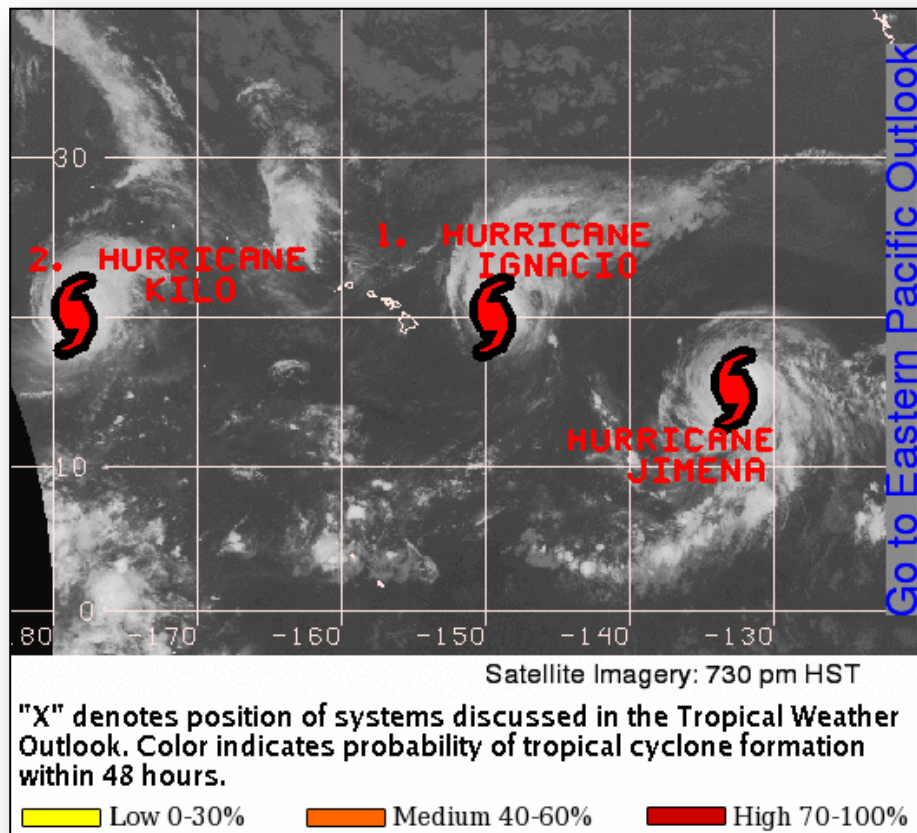 30
1. HURRICANE
IGNACIO
2. HURRICANE
KILO
HURRICANE
JIMENA
10
0
.80 -170 -160 -150 -140 -130
Go to Eastern Pacific Outlook
Satellite Imagery: 730 pm HST
"X" denotes position of systems discussed in the Tropical Weather
Outlook. Color indicates probability of tropical cyclone formation
within 48 hours.
Low 0-30% Medium 40-60% High 70-100%